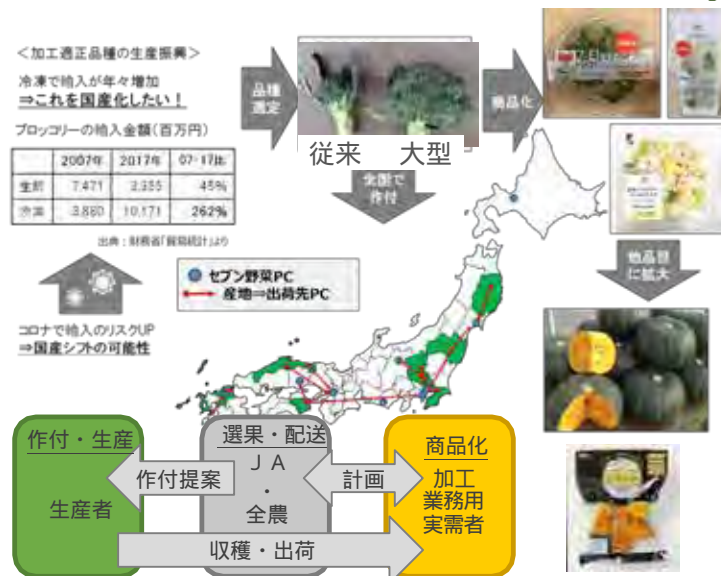 ＜加工適正品種の生産振興＞
冷凍で輸入が年々増加
⇒これを国産化したい！
ブロッコリーの輸入金額(百万円)
2007年 2017年 07-17比
生鮮 7,471 3,355 45%
冷凍 3,880 10,171 262%
出典：財務省「貿易統計」より
コロナで輸入のリスクUP
⇒国産シフトの可能性
品種
選定
従来 大型
商品化
全国で
作付
他品目
に拡大
セブン野菜PC
産地⇒出荷先PC
作付・生産
生産者
作付提案
選果・配送
ＪＡ
・
全農
計画
商品化
加工
業務用
実需者
収穫・出荷